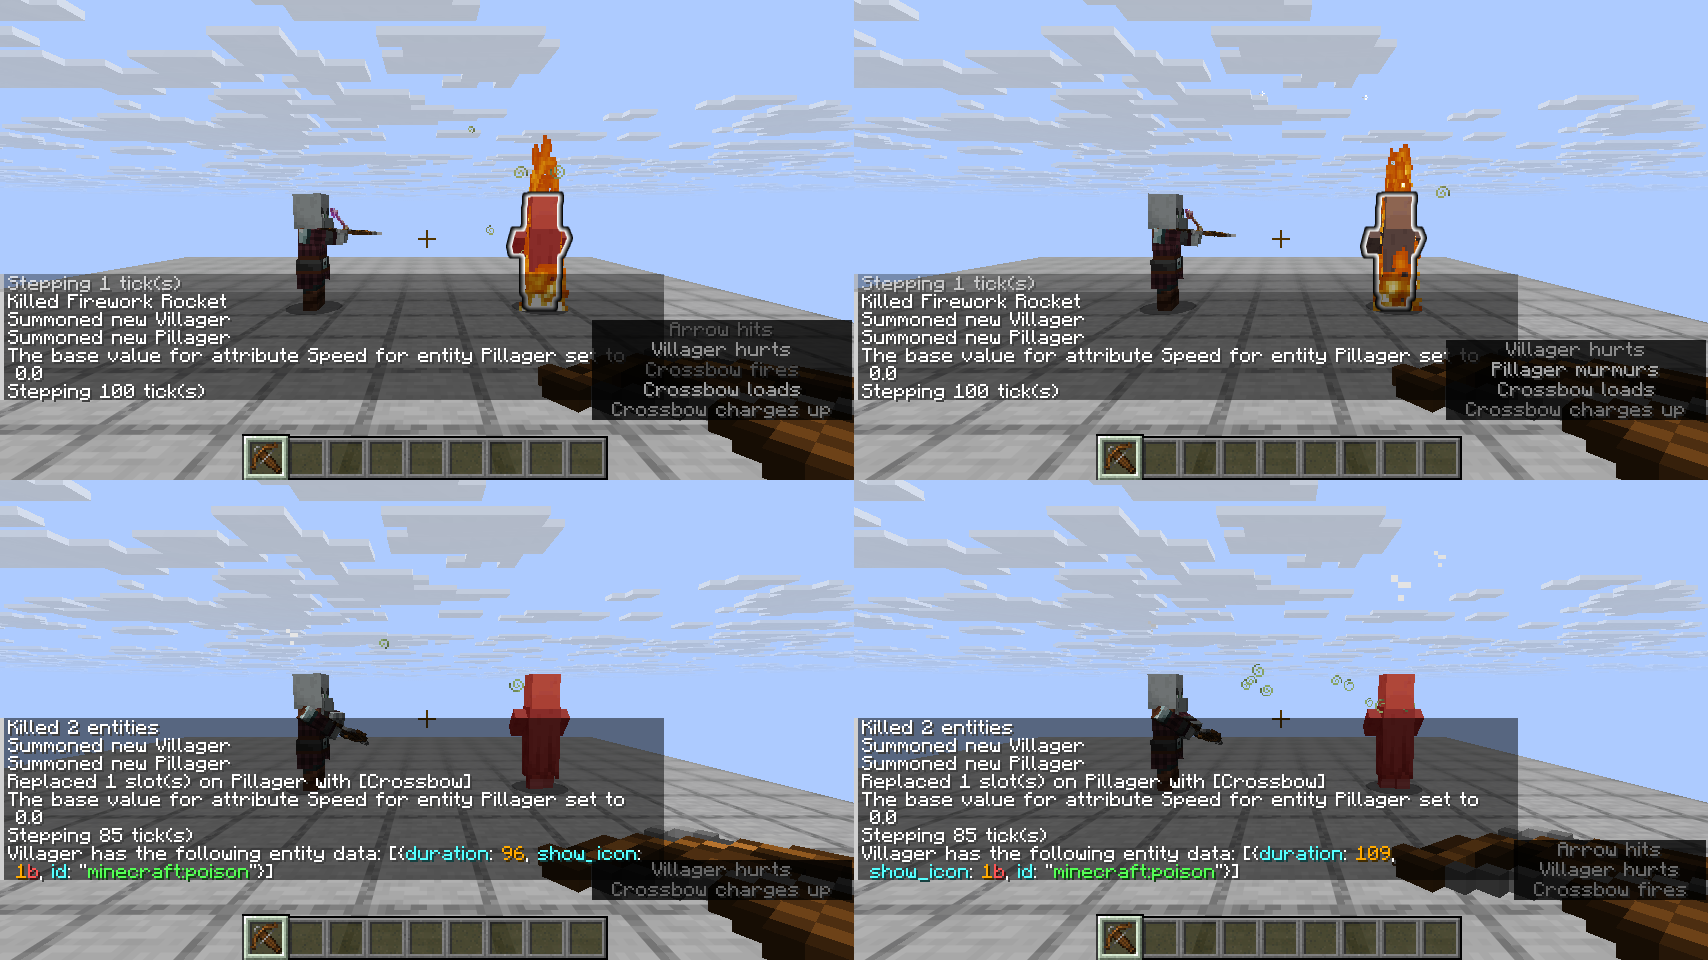 Stepping 1 tick(s)
Killed Firework Rocket
Summoned new Villager
Summoned new Pillager
The base value for attribute Speed for entity Pillager set to
0.0
Stepping 100 tick(s)
Arrow hits
Villager hurts
Crossbow fires
Crossbow loads
Crossbow charges up
Stepping 1 tick(s)
Killed Firework Rocket
Summoned new Villager
Summoned new Pillager
The base value for attribute Speed for entity Pillager set to
0.0
Stepping 100 tick(s)
Villager hurts
Pillager murmurs
Crossbow loads
Crossbow charges up
Killed 2 entities
Summoned new Villager
Summoned new Pillager
Replaced 1 slot(s) on Pillager with [Crossbow]
The base value for attribute Speed for entity Pillager set to
0.0
Stepping 85 tick(s)
Villager has the following entity data: [{duration: 96, show_icon:
1b, id: "minecraft:poison"}]
Villager hurts
Crossbow charges up
Killed 2 entities
Summoned new Villager
Summoned new Pillager
Replaced 1 slot(s) on Pillager with [Crossbow]
The base value for attribute Speed for entity Pillager set to
0.0
Stepping 85 tick(s)
Villager has the following entity data: [{duration: 109,
show_icon: 1b, id: "minecraft:poison"}]
Arrow hits
Villager hurts
Crossbow fires